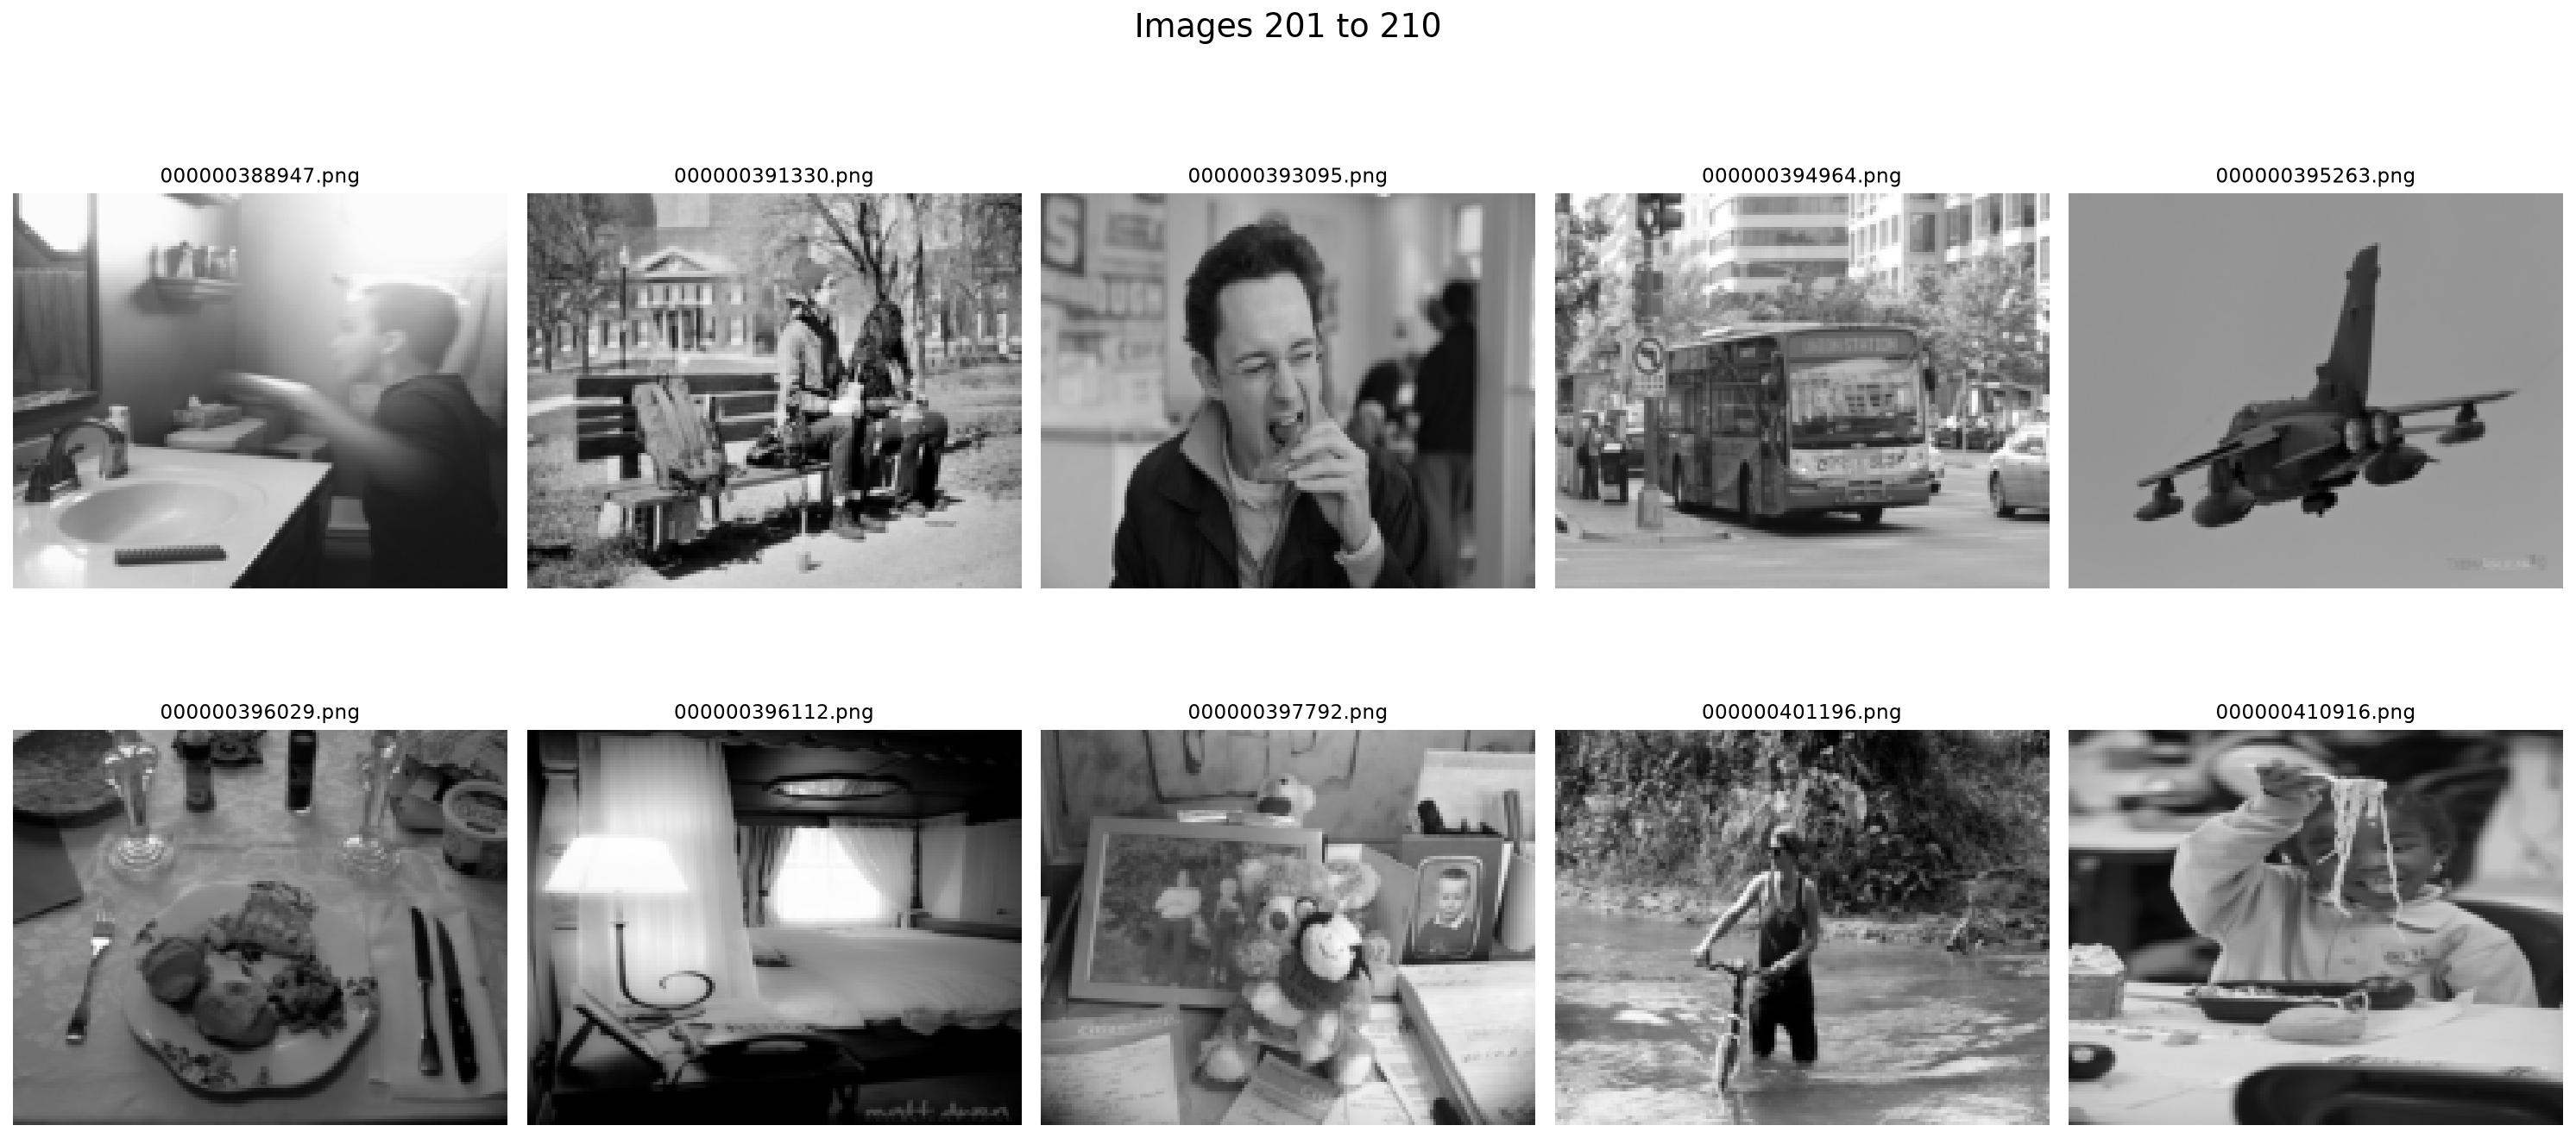 Images 201 to 210
000000388947.png
000000391330.png
000000393095.png
000000394964.png
000000395263.png
S
000000396029.png
000000396112.png
000000397792.png
000000401196.png
000000410916.png